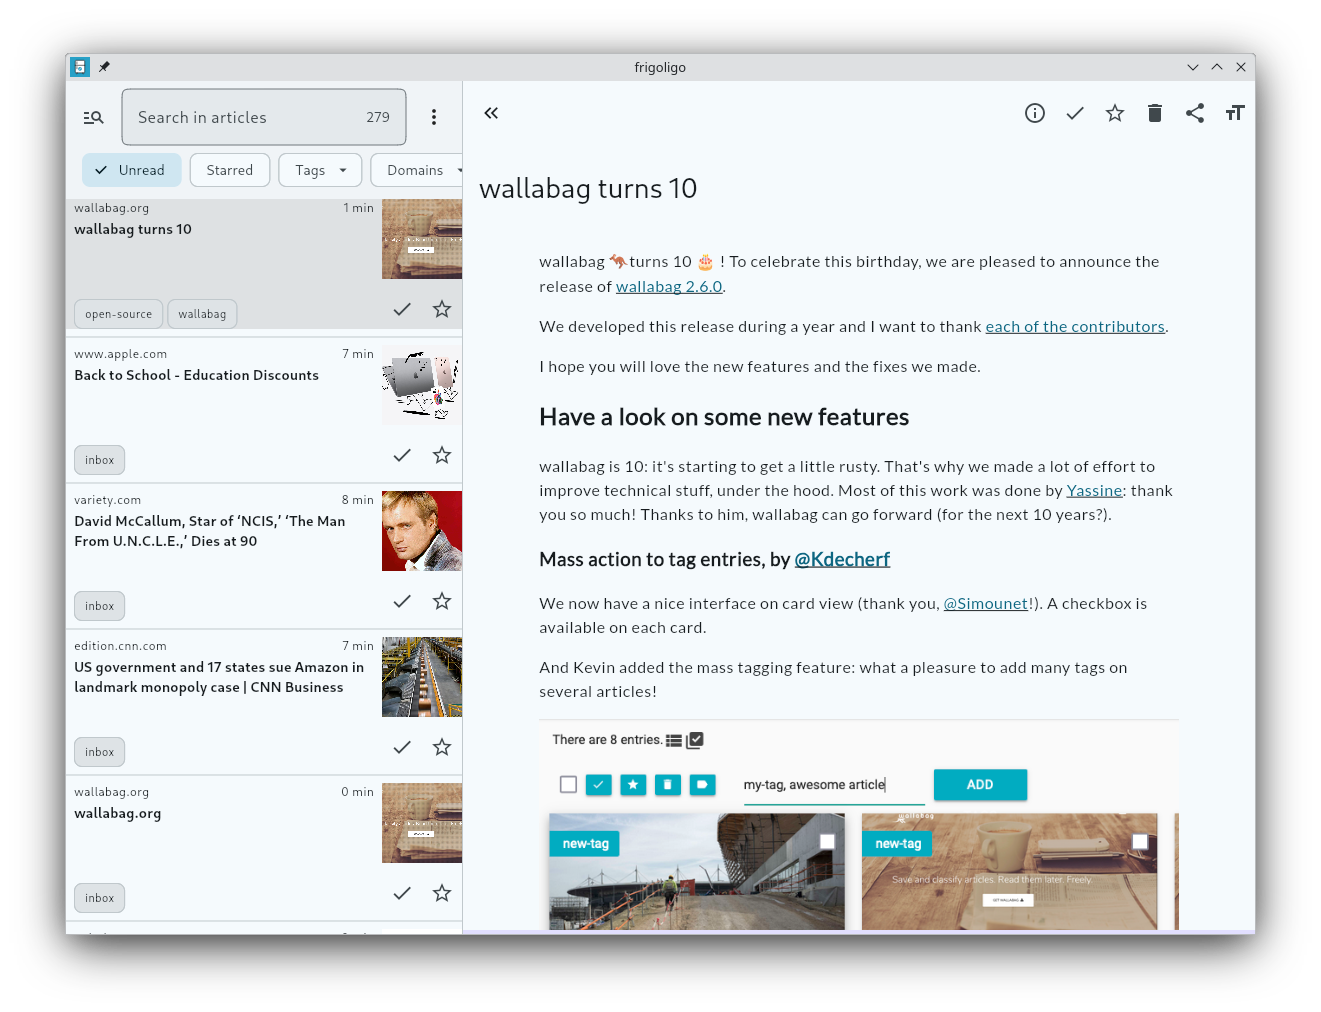 frigoligo
Search in articles 279
Unread Starred Tags Domains
wallabag.org 1 min
wallabag turns 10
open-source wallabag
www.apple.com 7 min
Back to School - Education Discounts
inbox
variety.com 8 min
David McCallum, Star of ‘NCIS,’ ‘The Man
From U.N.C.L.E.,’ Dies at 90
inbox
edition.cnn.com 7 min
US government and 17 states sue Amazon in
landmark monopoly case | CNN Business
inbox
wallabag.org 0 min
wallabag.org
inbox
wallabag turns 10
wallabag 🦘turns 10 🎂 ! To celebrate this birthday, we are pleased to announce the
release of wallabag 2.6.0.
We developed this release during a year and I want to thank each of the contributors.
I hope you will love the new features and the fixes we made.
Have a look on some new features
wallabag is 10: it's starting to get a little rusty. That's why we made a lot of effort to
improve technical stuff, under the hood. Most of this work was done by Yassine: thank
you so much! Thanks to him, wallabag can go forward (for the next 10 years?).
Mass action to tag entries, by @Kdecherf
We now have a nice interface on card view (thank you, @Simounet!). A checkbox is
available on each card.
And Kevin added the mass tagging feature: what a pleasure to add many tags on
several articles!
There are 8 entries.
my-tag, awesome article ADD
new-tag
wallabag
new-tag
Save and classify articles. Read them later. Freely.
GET WALLABAG